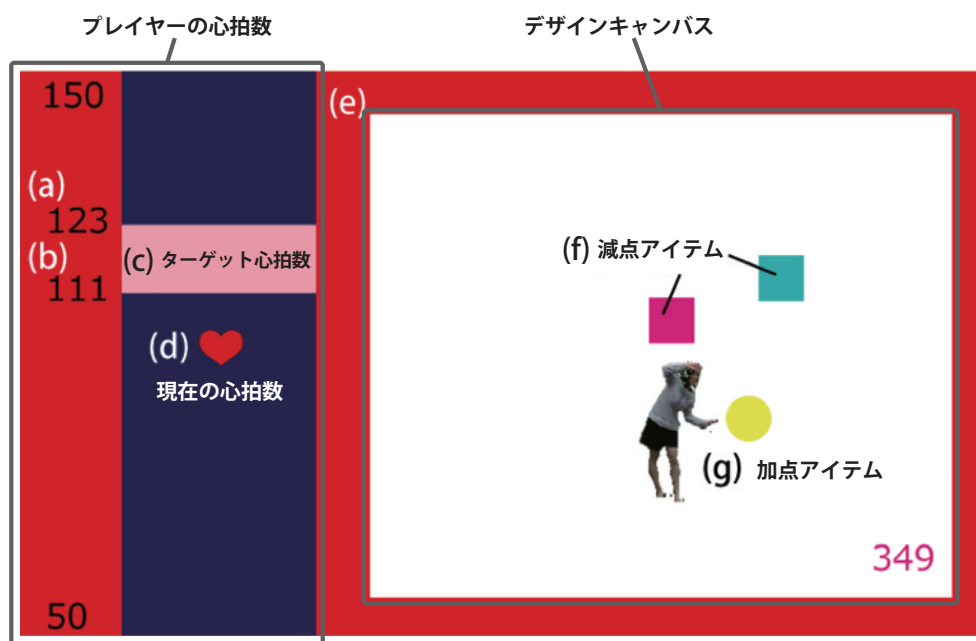 プレイヤーの心拍数
デザインキャンバス
150
(e)
(a)
123
(b)
(c) ターゲット心拍数
111
(f) 減点アイテム
(d)
現在の心拍数
(g) 加点アイテム
349
50